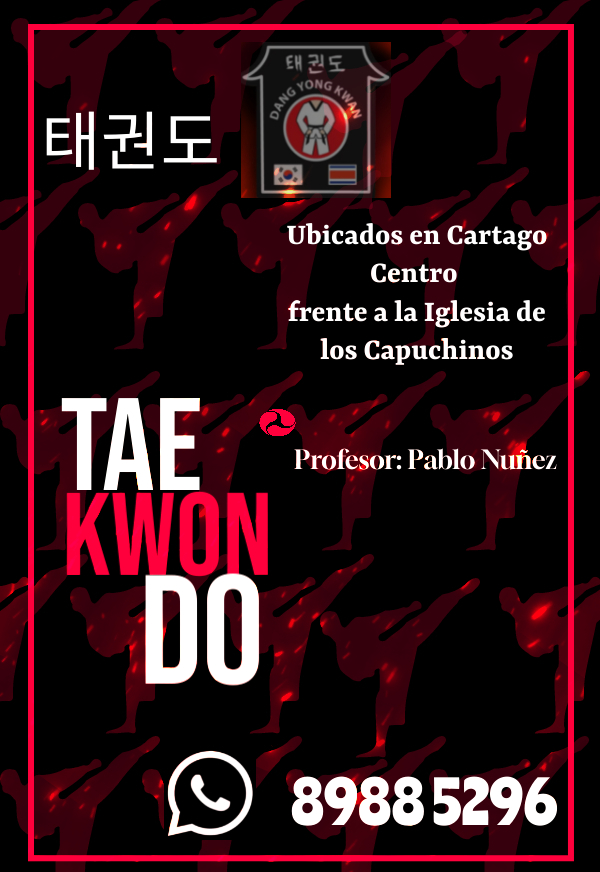 태권도
DANG YONG KWAN
태권도
Ubicados en Cartago
Centro
frente a la Iglesia de
los Capuchinos
TAE
KWON
DO
Profesor: Pablo Nuñez
8988 5296